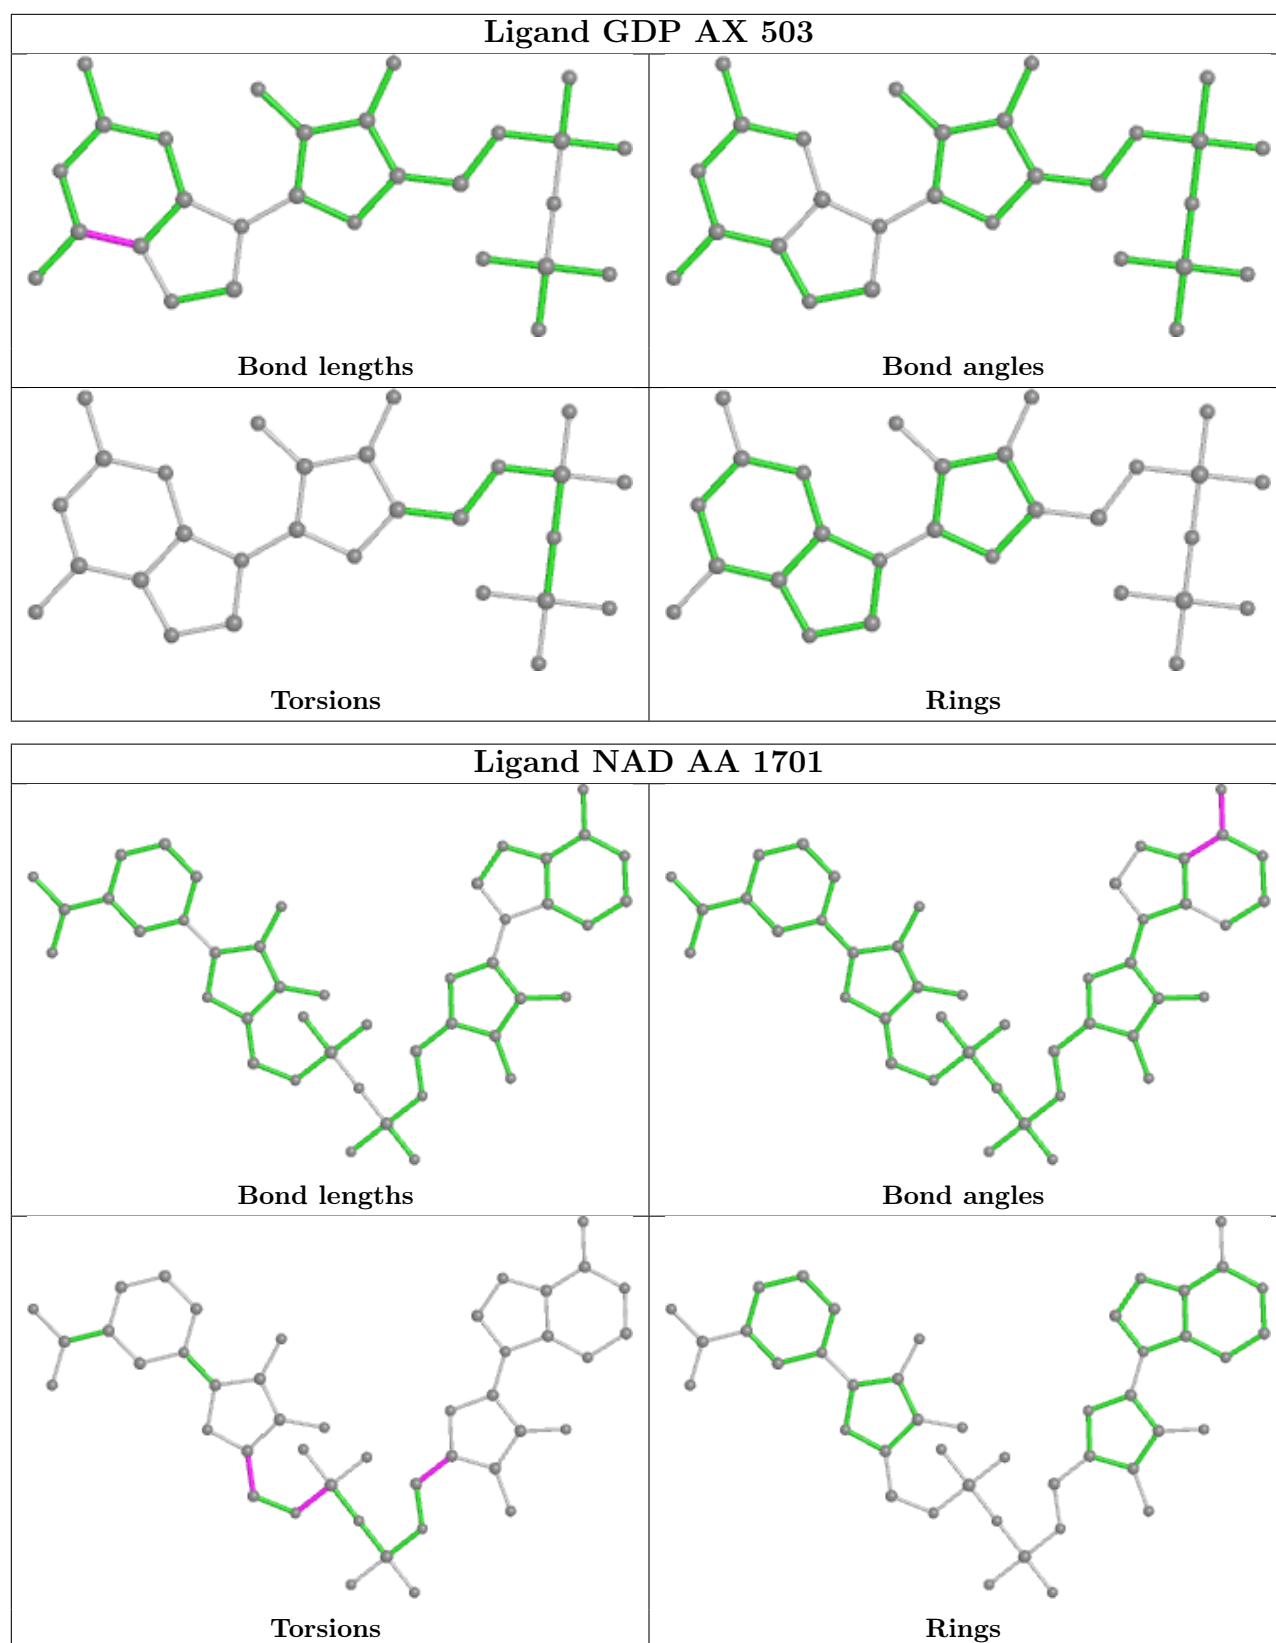 Ligand GDP AX 503
Bond lengths
Bond angles
Torsions
Rings
Ligand NAD AA 1701
Bond lengths
Bond angles
Torsions
Rings